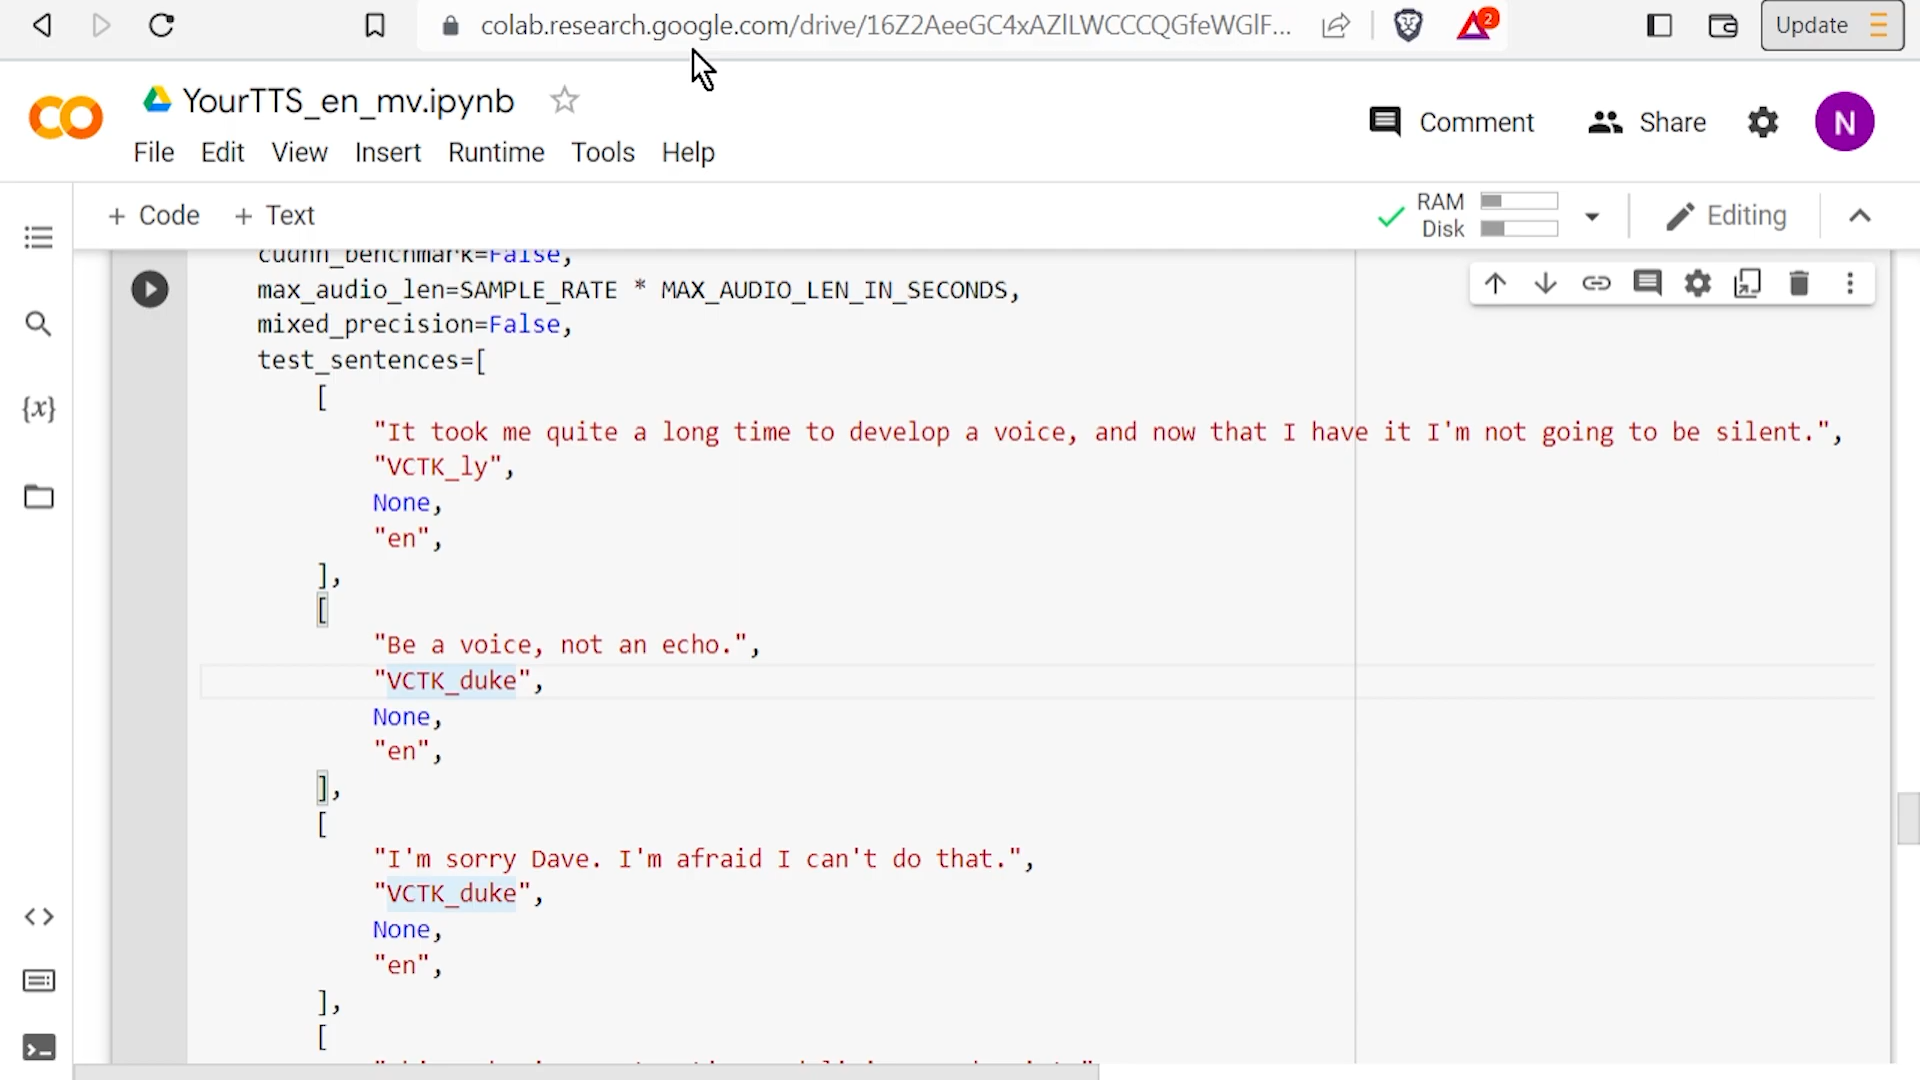 colab.research.google.com/drive/16Z2AeeGC4xAZlLWCCCQGfeWGlF...
2
Update
YourTTS_en_mv.ipynb
Comment
Share
N
File Edit View Insert Runtime Tools Help
+ Code + Text
RAM
Disk
Editing
cudnn_benchmark=False,
max_audio_len=SAMPLE_RATE * MAX_AUDIO_LEN_IN_SECONDS,
mixed_precision=False,
test_sentences=[
[
"It took me quite a long time to develop a voice, and now that I have it I'm not going to be silent.",
"VCTK_ly",
None,
"en",
],
[
"Be a voice, not an echo.",
"VCTK_duke",
None,
"en",
],
[
"I'm sorry Dave. I'm afraid I can't do that.",
"VCTK_duke",
None,
"en",
],
[